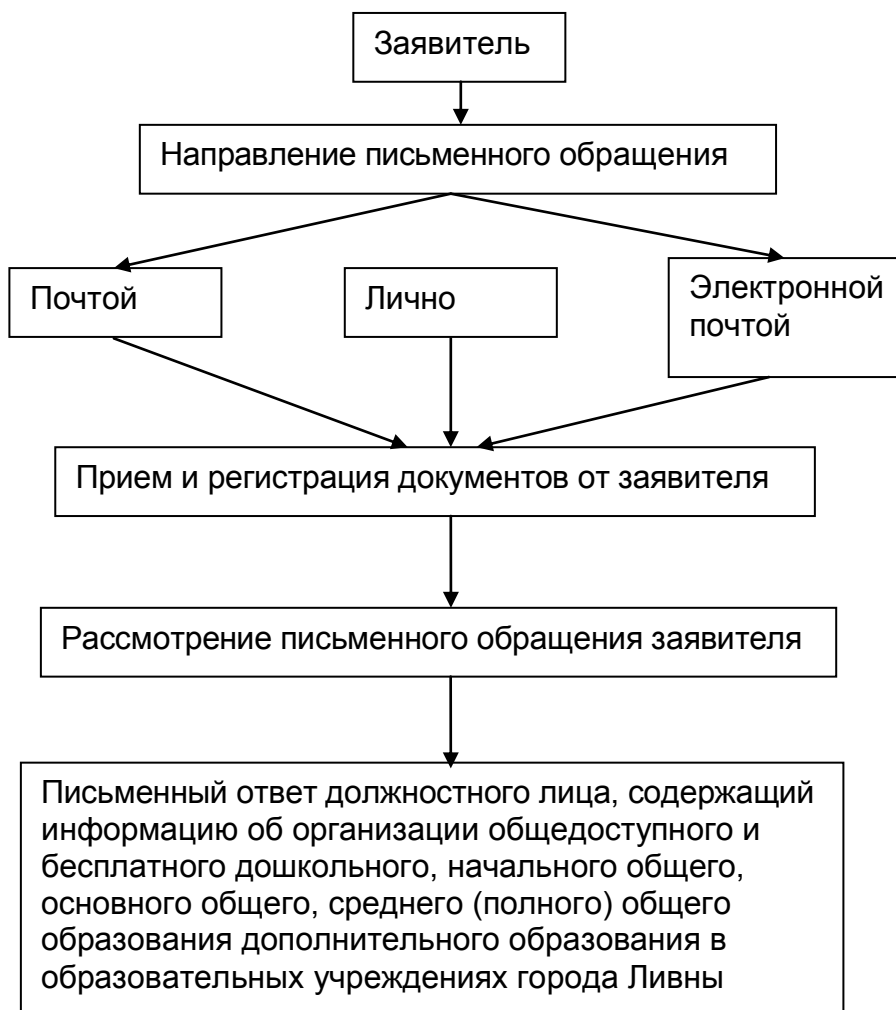 Заявитель
Направление письменного обращения
Почтой
Лично
Электронной
почтой
Прием и регистрация документов от заявителя
Рассмотрение письменного обращения заявителя
Письменный ответ должностного лица, содержащий
информацию об организации общедоступного и
бесплатного дошкольного, начального общего,
основного общего, среднего (полного) общего
образования дополнительного образования в
образовательных учреждениях города Ливны